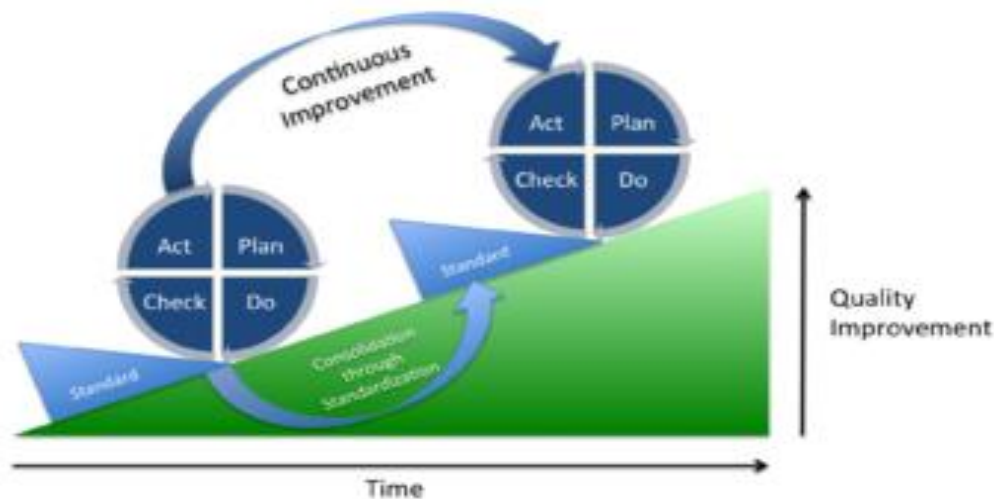 Continuous
Improvement
Act
Plan
Check
Do
Act
Plan
Check
Do
Standard
Standard
Consolidation
through
Standardization
Quality
Improvement
Time